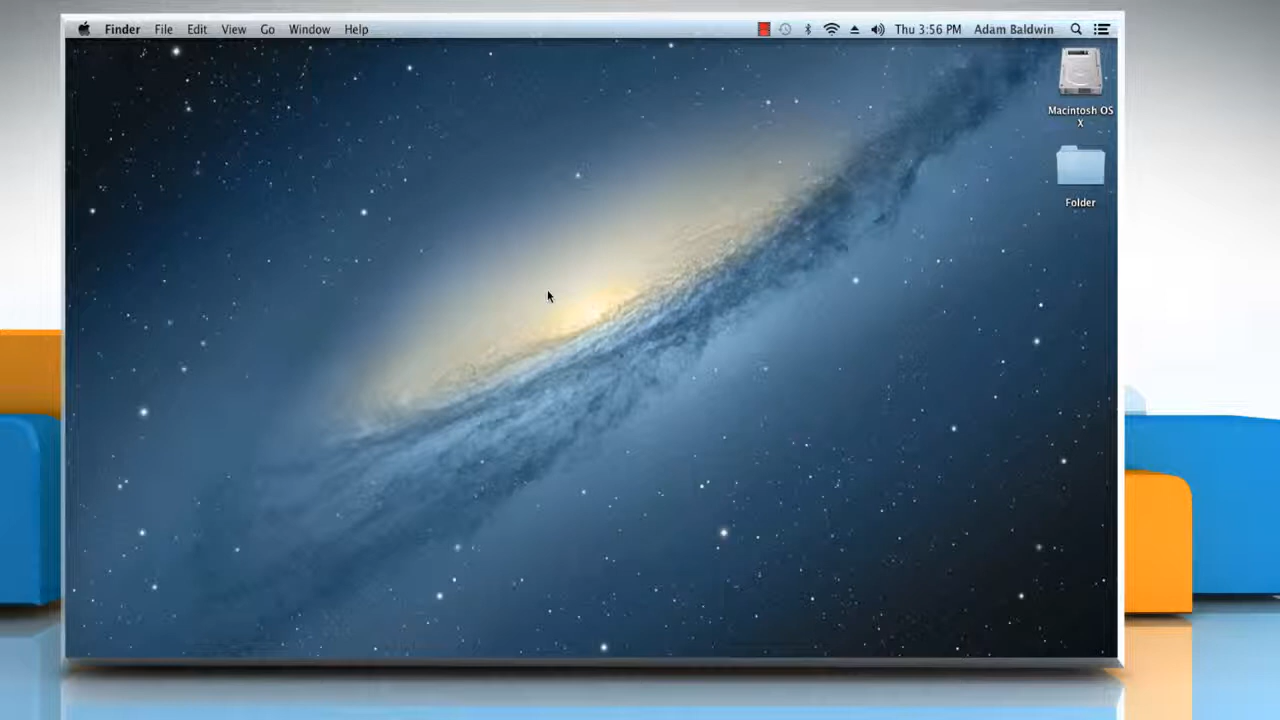 Finder File Edit View Go Window Help Thu 3:56 PM Adam Baldwin
Macintosh OS
X
Folder